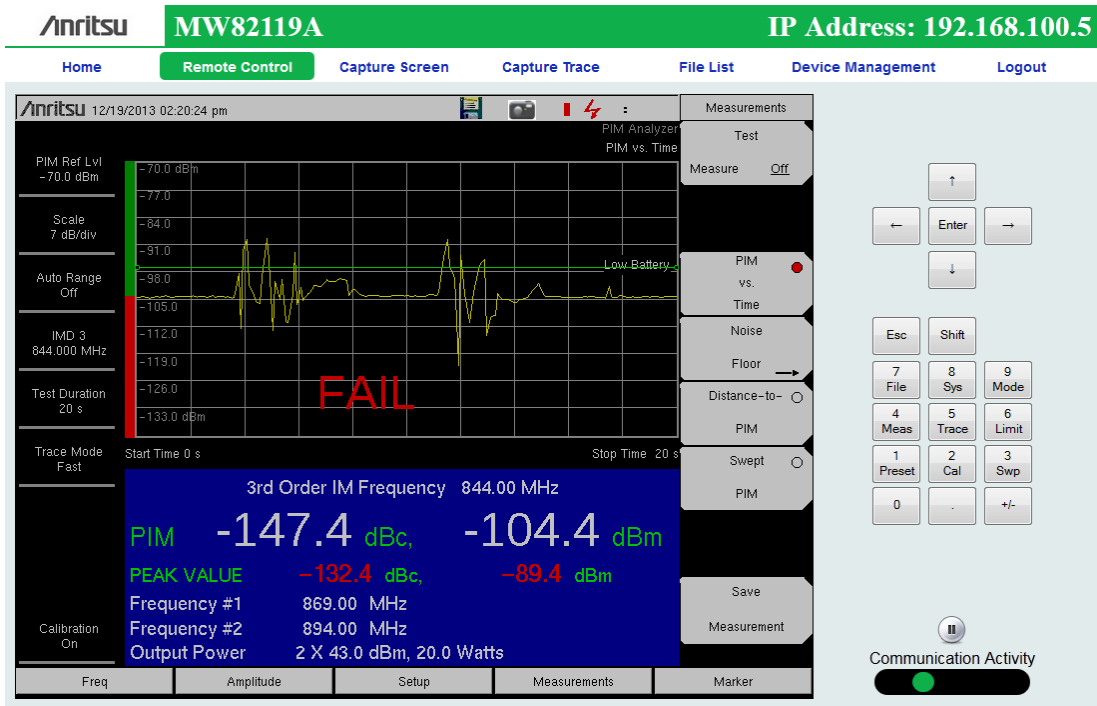 Anritsu MW82119A IP Address: 192.168.100.5
Home Remote Control Capture Screen Capture Trace File List Device Management Logout
Anritsu 12/19/2013 02:20:24 pm
PIM Analyzer
PIM vs. Time
PIM Ref Lvl
-70.0 dBm
Scale
7 dB/div
Auto Range
Off
IMD 3
844.000 MHz
Test Duration
20 s
Trace Mode
Fast
Calibration
On
-70.0 dBm
-77.0
-84.0
-91.0
-98.0
-105.0
-112.0
-119.0
-126.0
-133.0 dBm
Low Battery
FAIL
Start Time 0 s Stop Time 20 s
3rd Order IM Frequency 844.00 MHz
PIM -147.4 dBc, -104.4 dBm
PEAK VALUE -132.4 dBc, -89.4 dBm
Frequency #1 869.00 MHz
Frequency #2 894.00 MHz
Output Power 2 X 43.0 dBm, 20.0 Watts
Freq Amplitude Setup Measurements Marker
Measurements
Test
Measure Off
PIM
vs.
Time
Noise
Floor
Distance-to-
PIM
Swept
PIM
Save
Measurement
↑
← Enter →
↓
Esc Shift
7 8 9
File Sys Mode
4 5 6
Meas Trace Limit
1 2 3
Preset Cal Swp
0 . +/-
Communication Activity